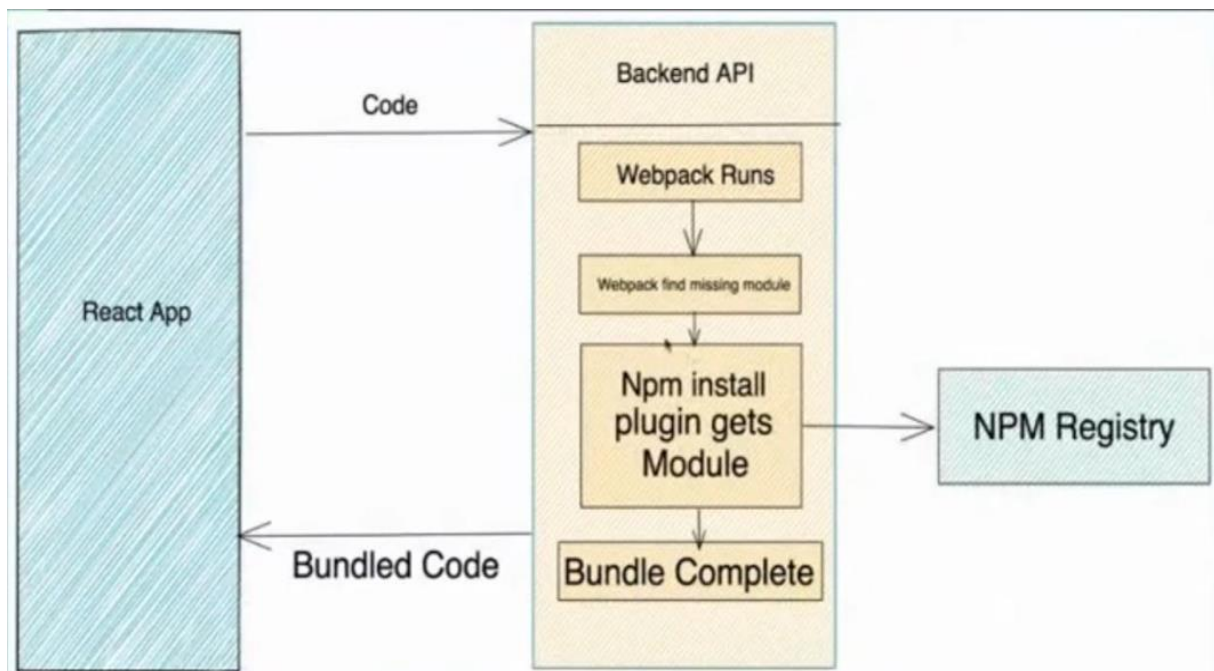 Backend API
Code
Webpack Runs
Webpack find missing module
React App
Npm install
plugin gets
Module
NPM Registry
Bundled Code
Bundle Complete